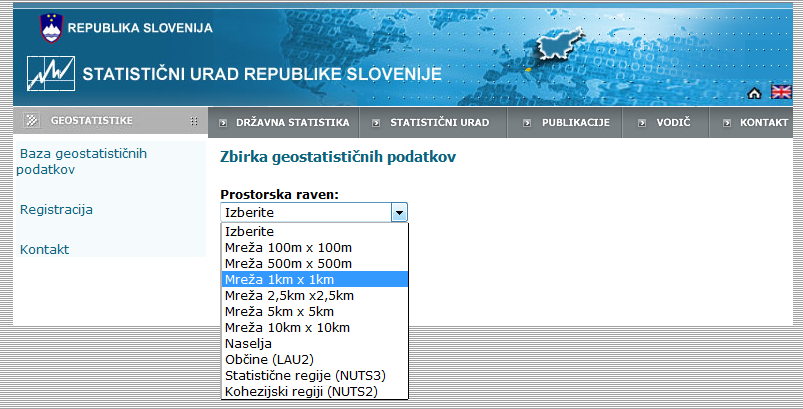 REPUBLIKA SLOVENIJA
STATISTIČNI URAD REPUBLIKE SLOVENIJE
GEOSTATISTIKE
DRŽAVNA STATISTIKA
STATISTIČNI URAD
PUBLIKACIJE
VODIČ
KONTAKT
Baza geostatističnih
podatkov
Registracija
Kontakt
Zbirka geostatističnih podatkov
Prostorska raven:
Izberite
Izberite
Mreža 100m x 100m
Mreža 500m x 500m
Mreža 1km x 1km
Mreža 2,5km x2,5km
Mreža 5km x 5km
Mreža 10km x 10km
Naselja
Občine (LAU2)
Statistične regije (NUTS3)
Kohezijski regiji (NUTS2)